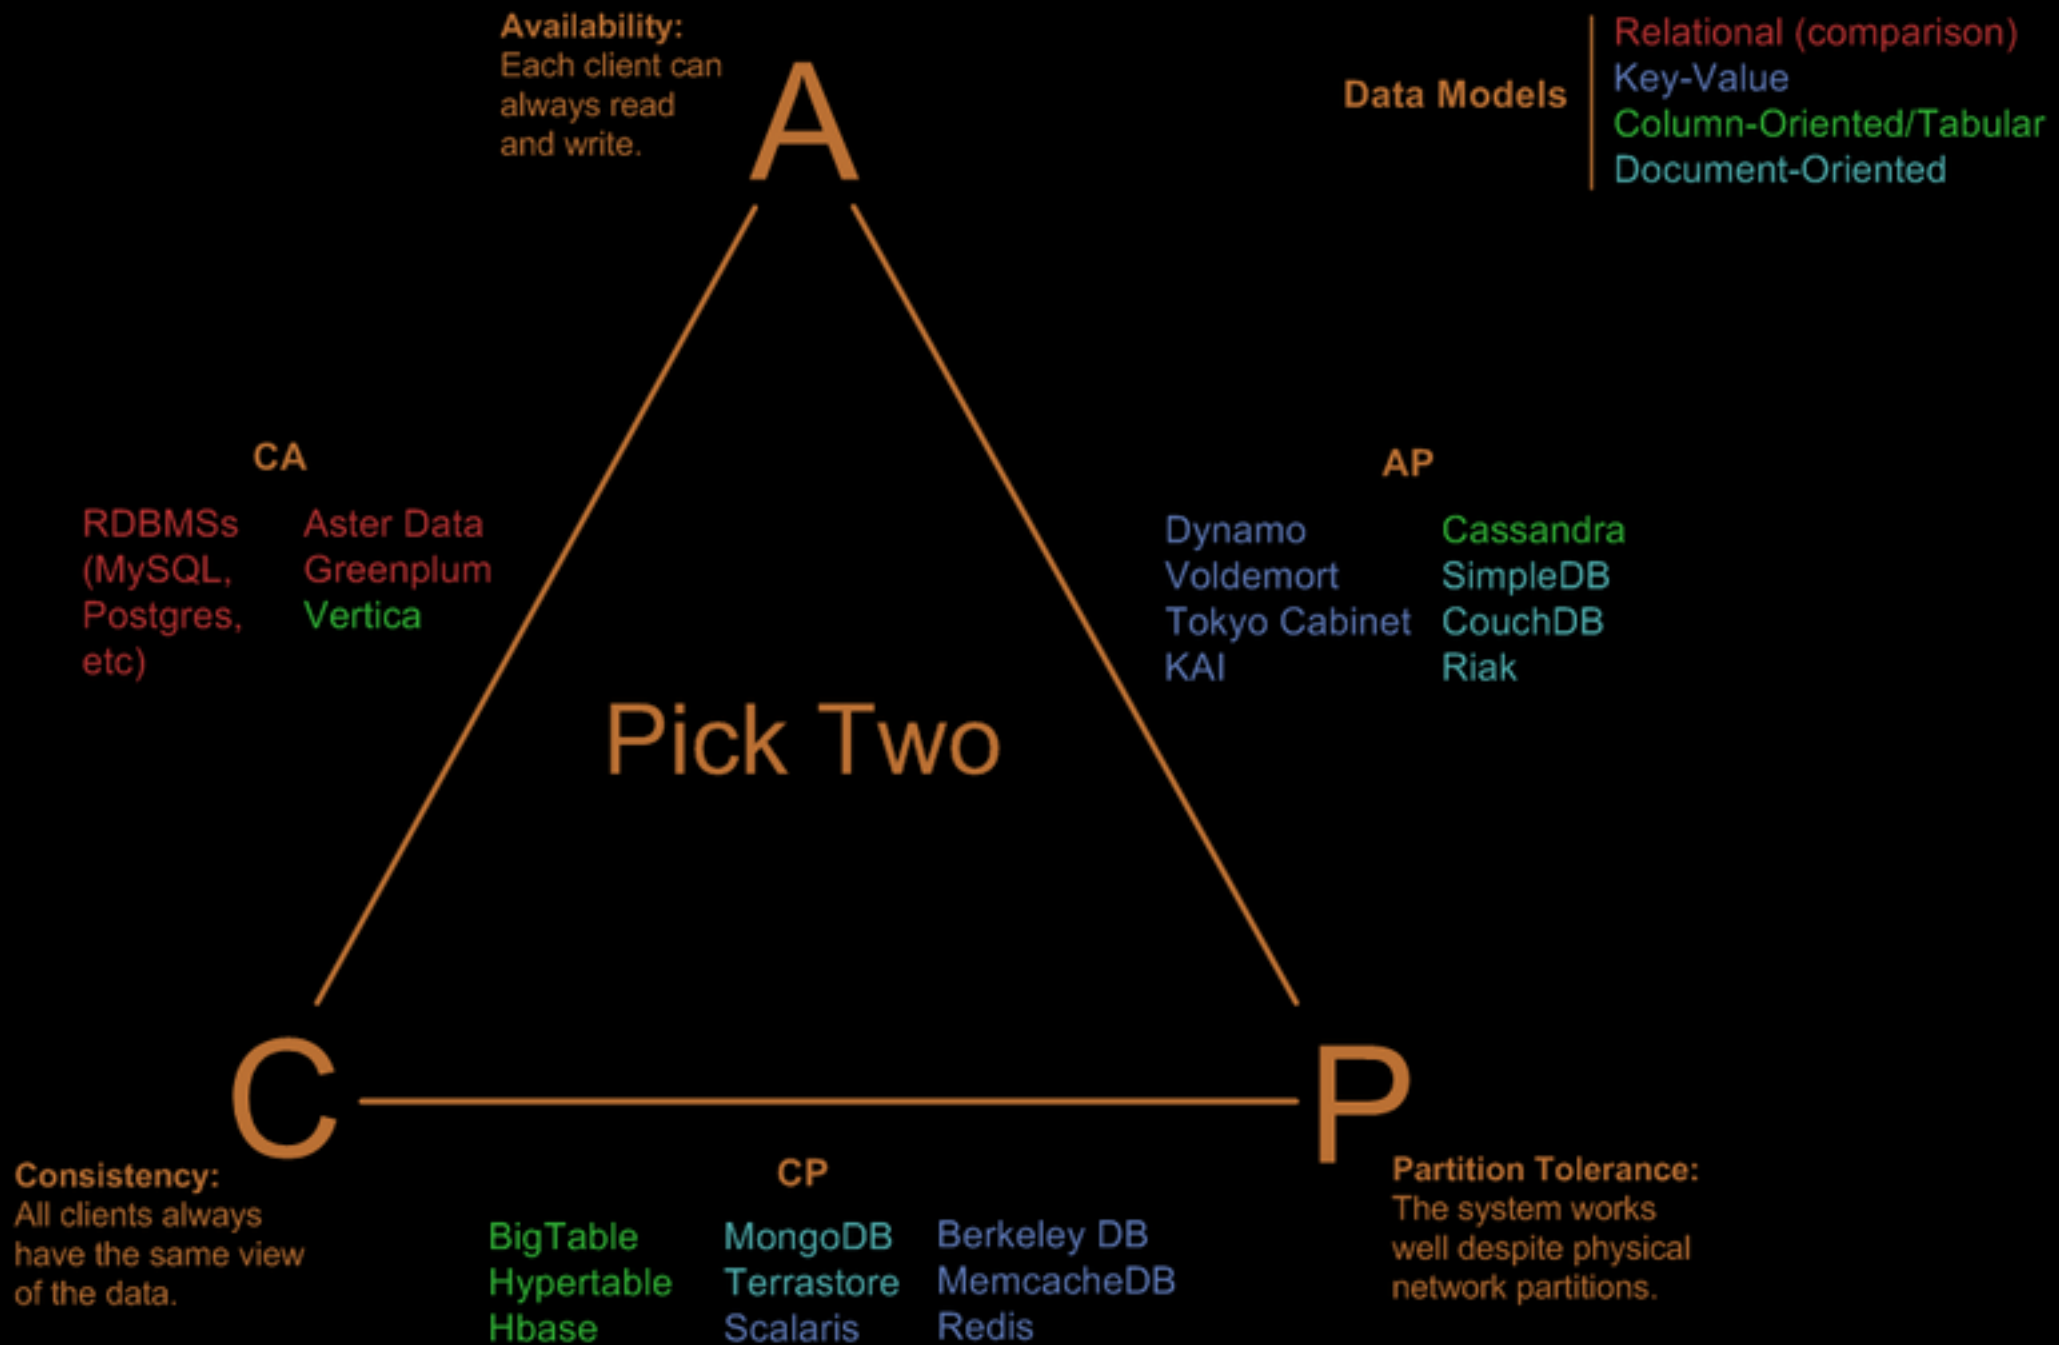 Availability:
Each client can
always read
and write.
A
Data Models
Relational (comparison)
Key-Value
Column-Oriented/Tabular
Document-Oriented
CA
RDBMSs
(MySQL,
Postgres,
etc)
Aster Data
Greenplum
Vertica
AP
Dynamo
Voldemort
Tokyo Cabinet
KAI
Cassandra
SimpleDB
CouchDB
Riak
Pick Two
C
Consistency:
All clients always
have the same view
of the data.
CP
BigTable
Hypertable
Hbase
MongoDB
Terrastore
Scalaris
Berkeley DB
MemcacheDB
Redis
P
Partition Tolerance:
The system works
well despite physical
network partitions.